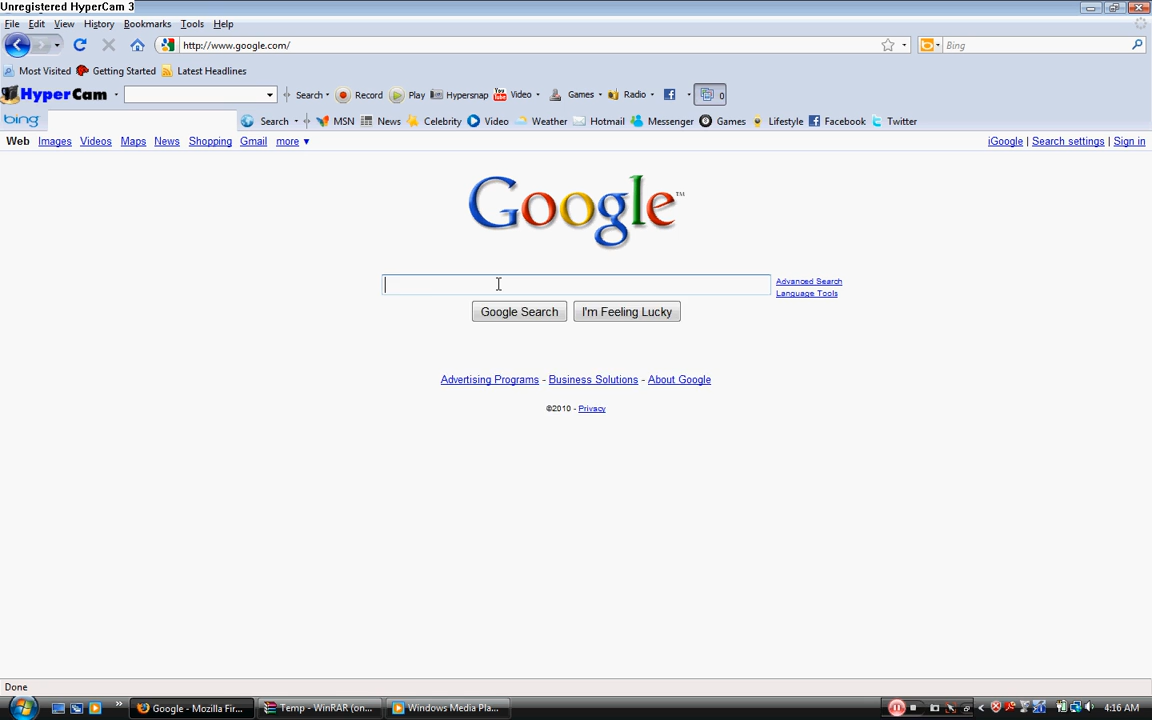 Unregistered HyperCam 3
File Edit View History Bookmarks Tools Help
http://www.google.com/ Bing
Most Visited Getting Started Latest Headlines
HyperCam Search Record Play Hypersnap Video Games Radio 0
bing Search MSN News Celebrity Video Weather Hotmail Messenger Games Lifestyle Facebook Twitter
Web Images Videos Maps News Shopping Gmail more ▼ iGoogle | Search settings | Sign in
Google™
Advanced Search
Language Tools
Google Search I'm Feeling Lucky
Advertising Programs - Business Solutions - About Google
©2010 - Privacy
Done
Google - Mozilla Fir... Temp - WinRAR (on... Windows Media Pla... 4:16 AM